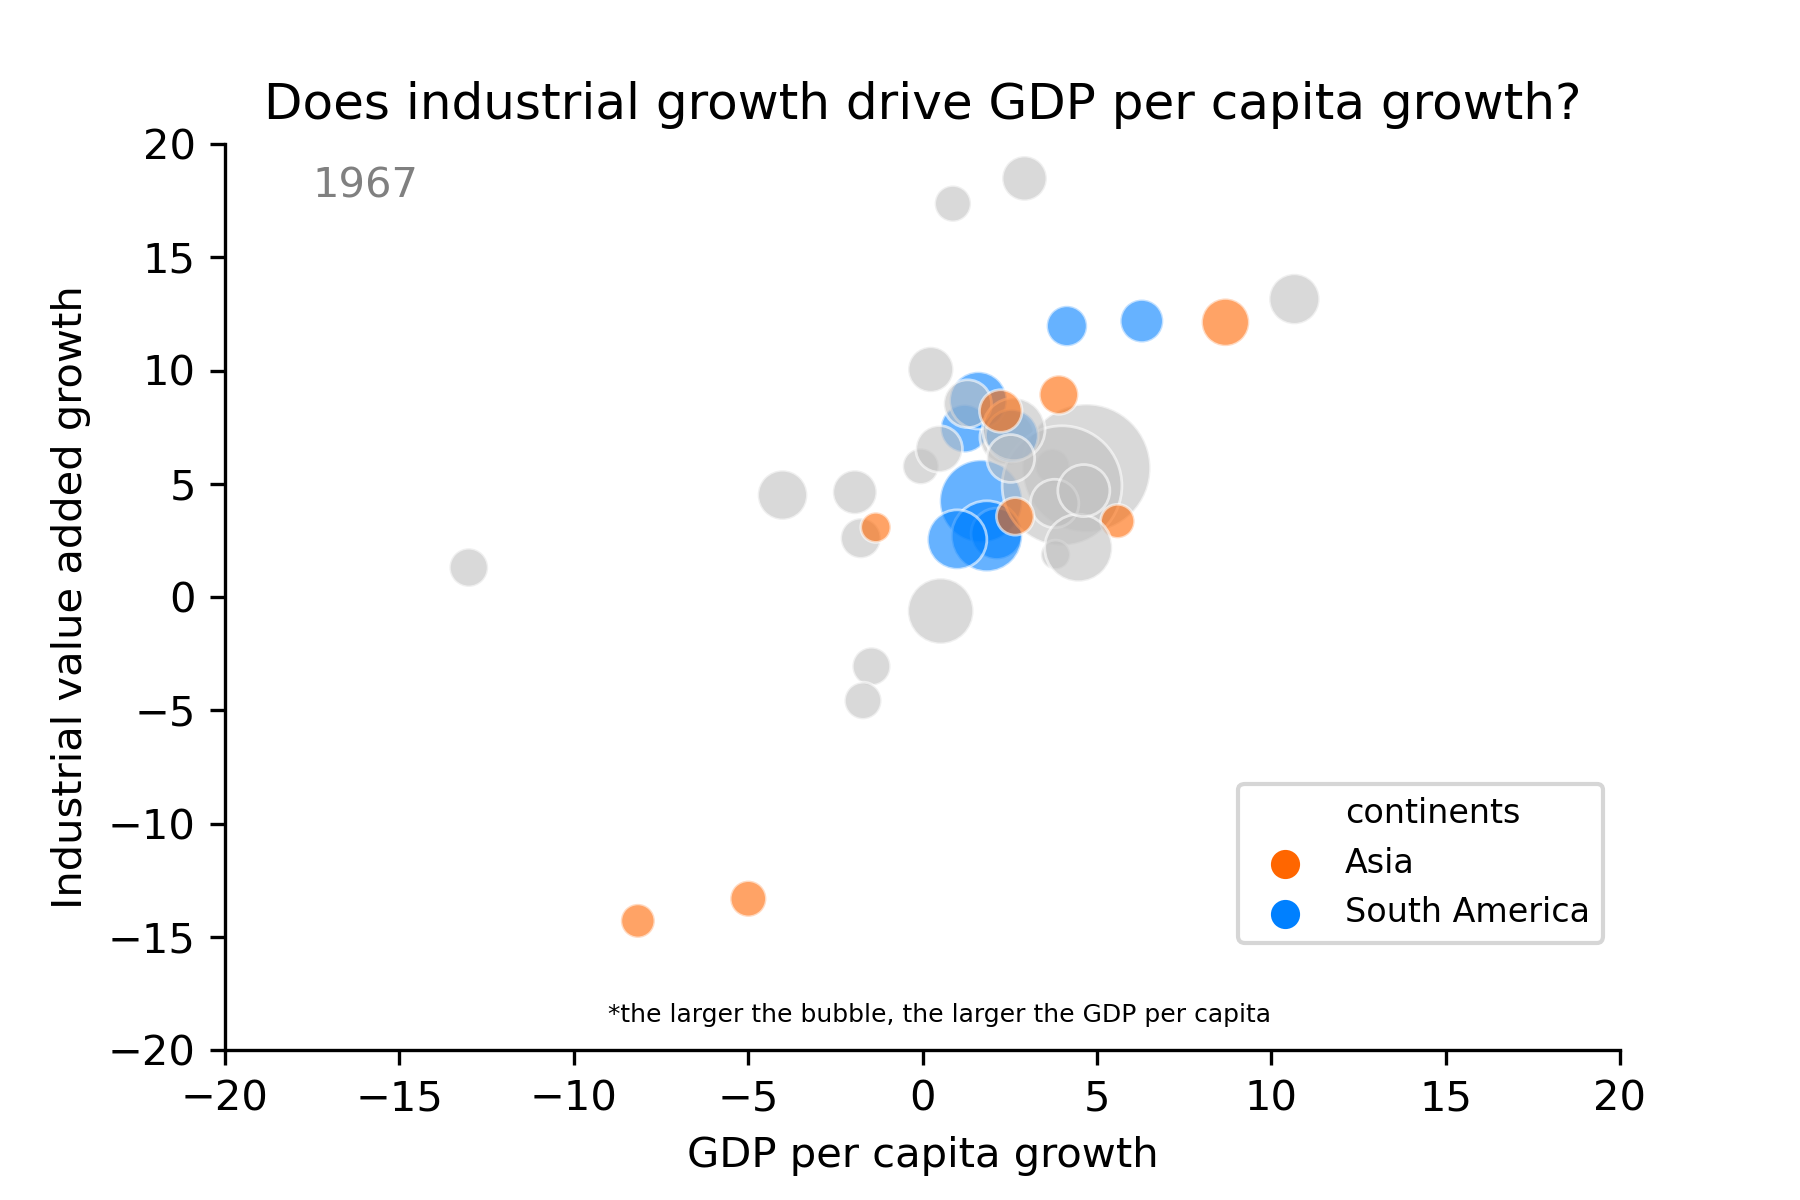 Does industrial growth drive GDP per capita growth?
1967
20
15
10
5
0
−5
−10
−15
−20
Industrial value added growth
continents
Asia
South America
*the larger the bubble, the larger the GDP per capita
−20 −15 −10 −5 0 5 10 15 20
GDP per capita growth